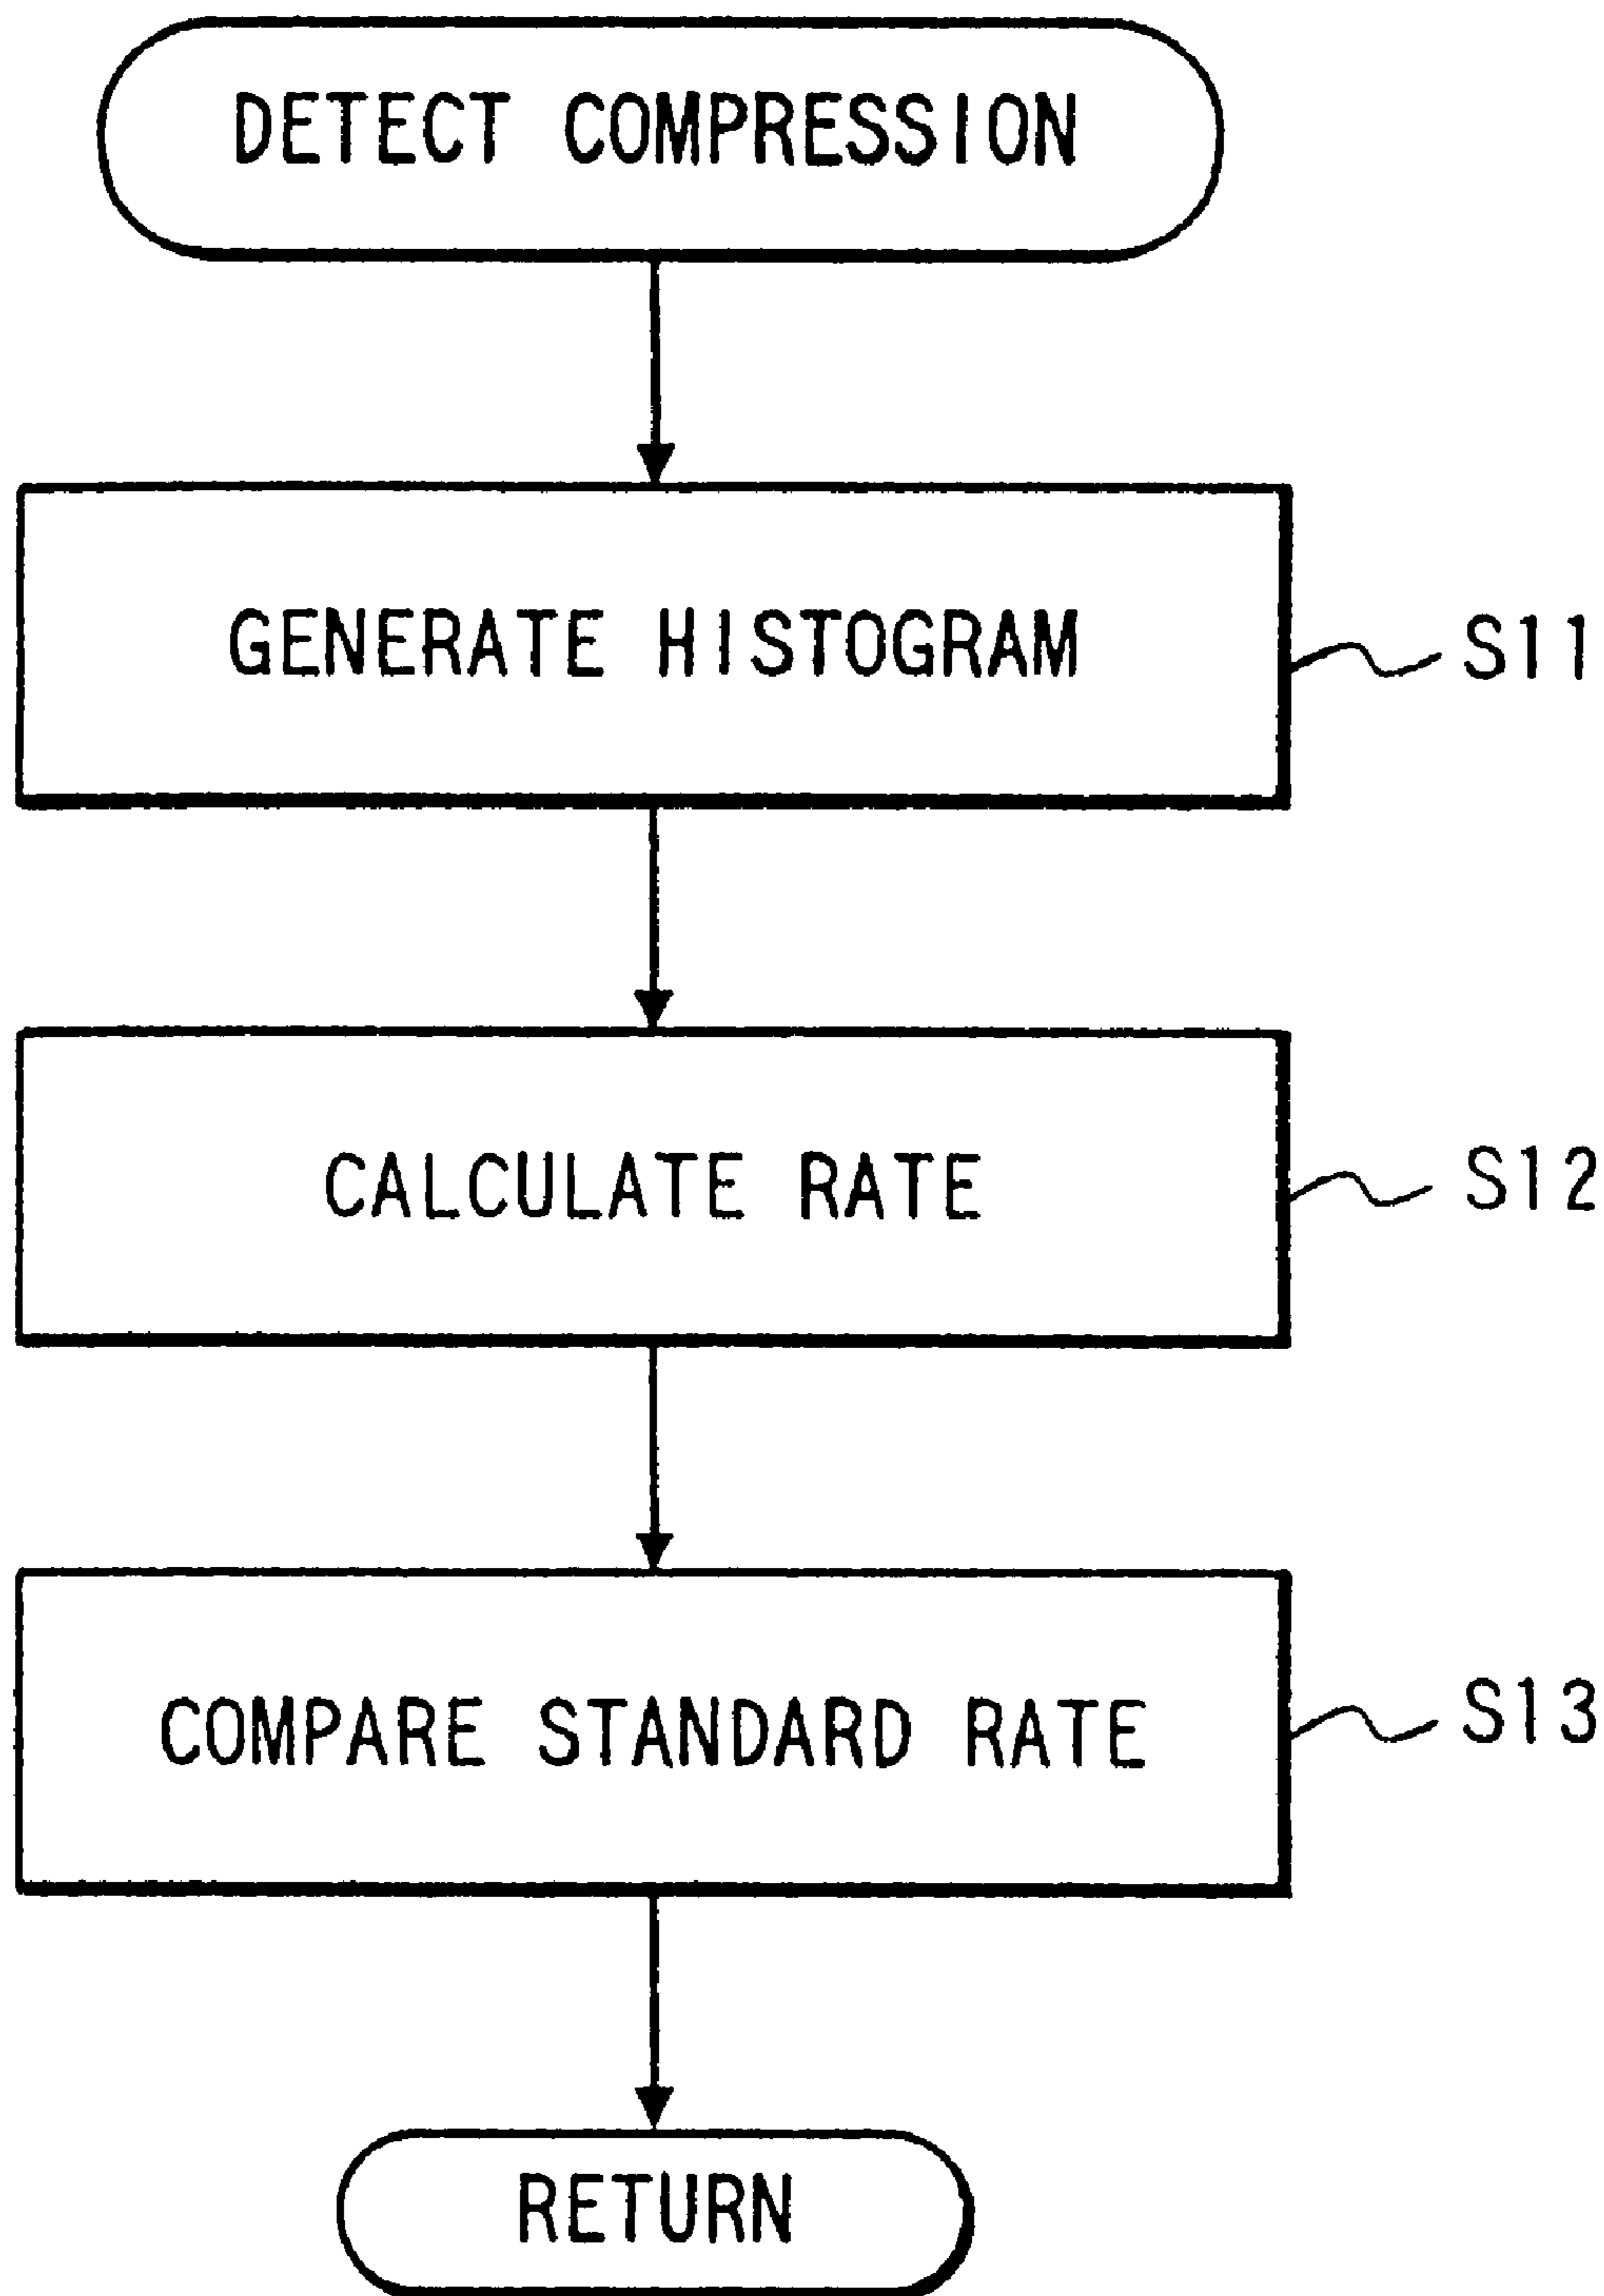 DETECT COMPRESSION
GENERATE HISTOGRAM
S11
CALCULATE RATE
S12
COMPARE STANDARD RATE
S13
RETURN